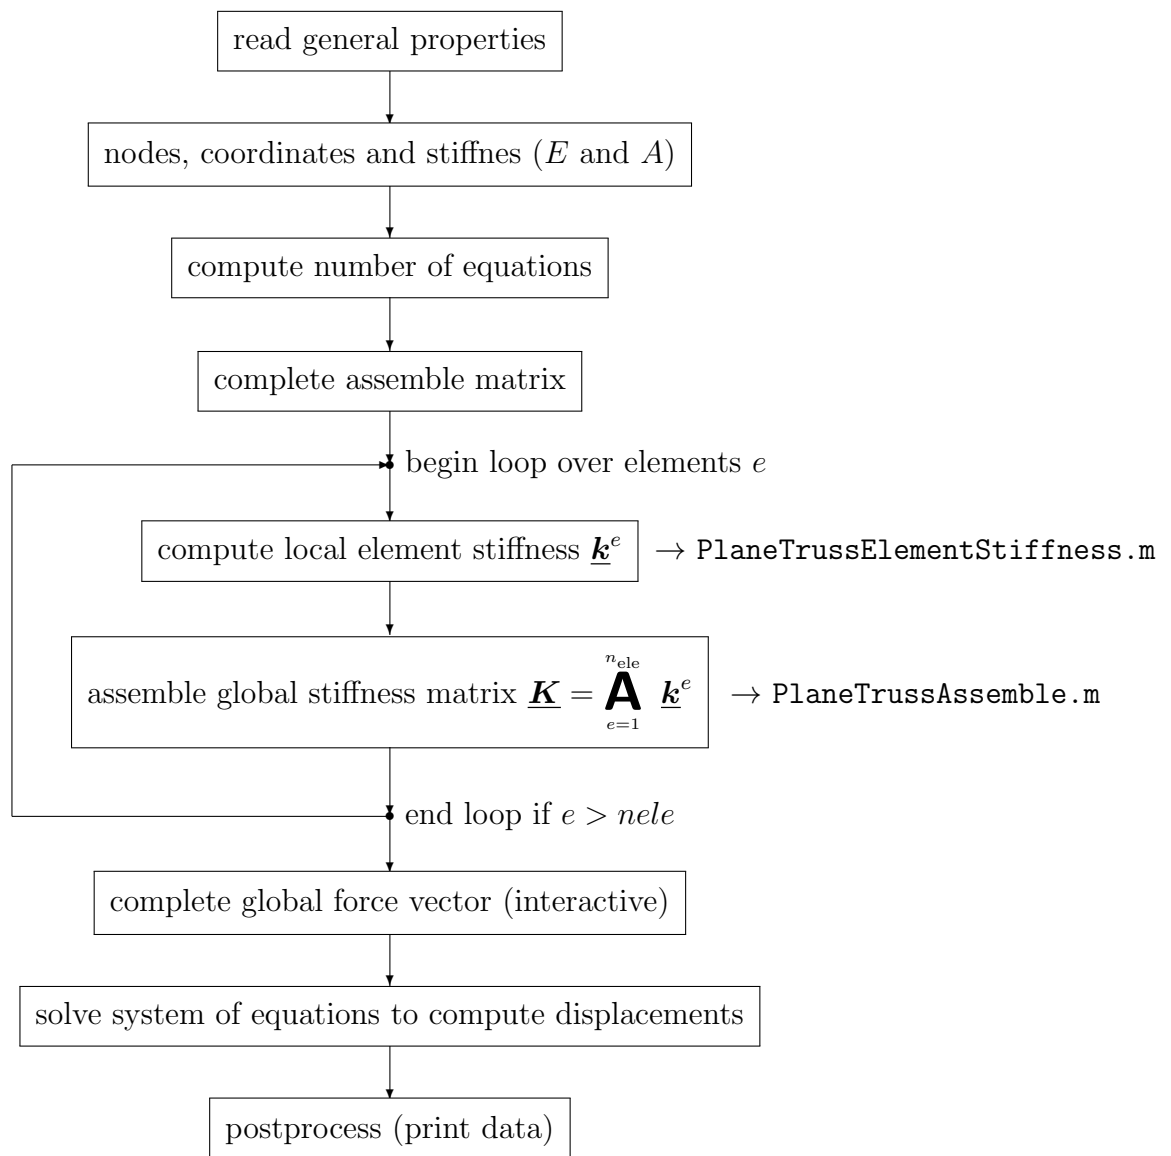 read general properties
nodes, coordinates and stiffnes (E and A)
compute number of equations
complete assemble matrix
begin loop over elements e
compute local element stiffness k^e → PlaneTrussElementStiffness.m
assemble global stiffness matrix K = A_{e=1}^{n_ele} k^e → PlaneTrussAssemble.m
end loop if e > nele
complete global force vector (interactive)
solve system of equations to compute displacements
postprocess (print data)